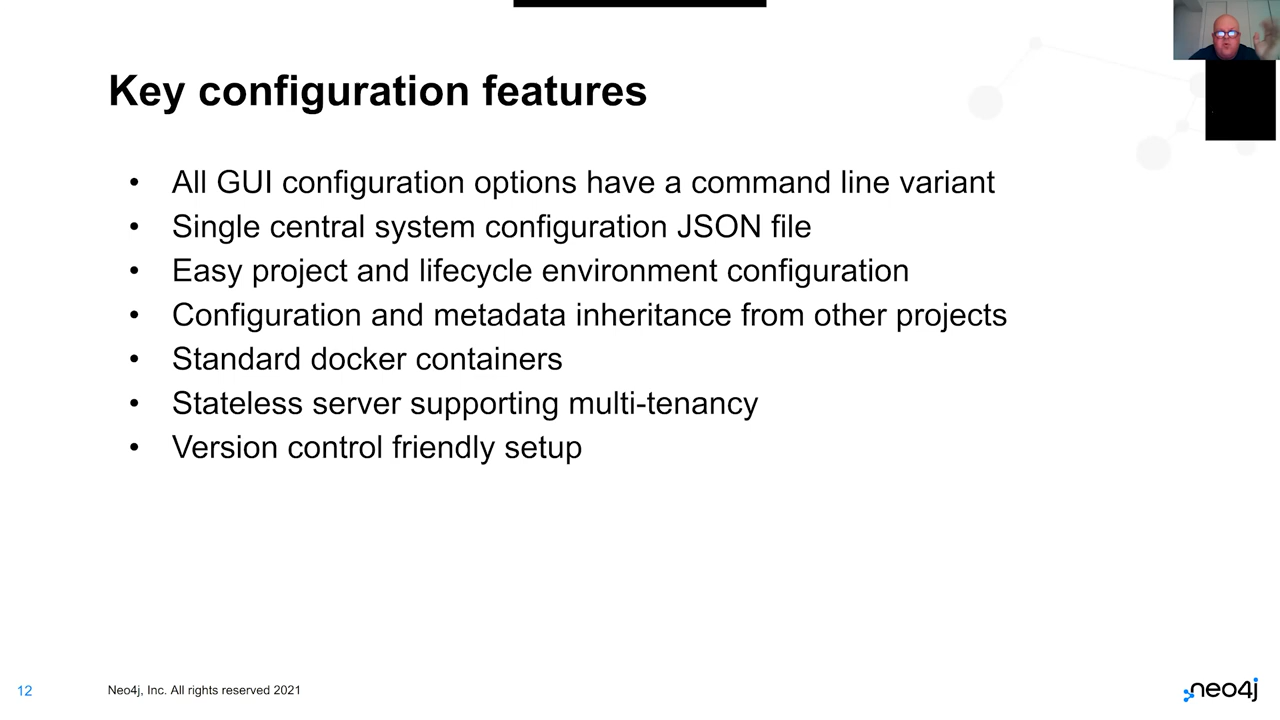 Key configuration features
• All GUI configuration options have a command line variant
• Single central system configuration JSON file
• Easy project and lifecycle environment configuration
• Configuration and metadata inheritance from other projects
• Standard docker containers
• Stateless server supporting multi-tenancy
• Version control friendly setup
12
Neo4j, Inc. All rights reserved 2021
neo4j